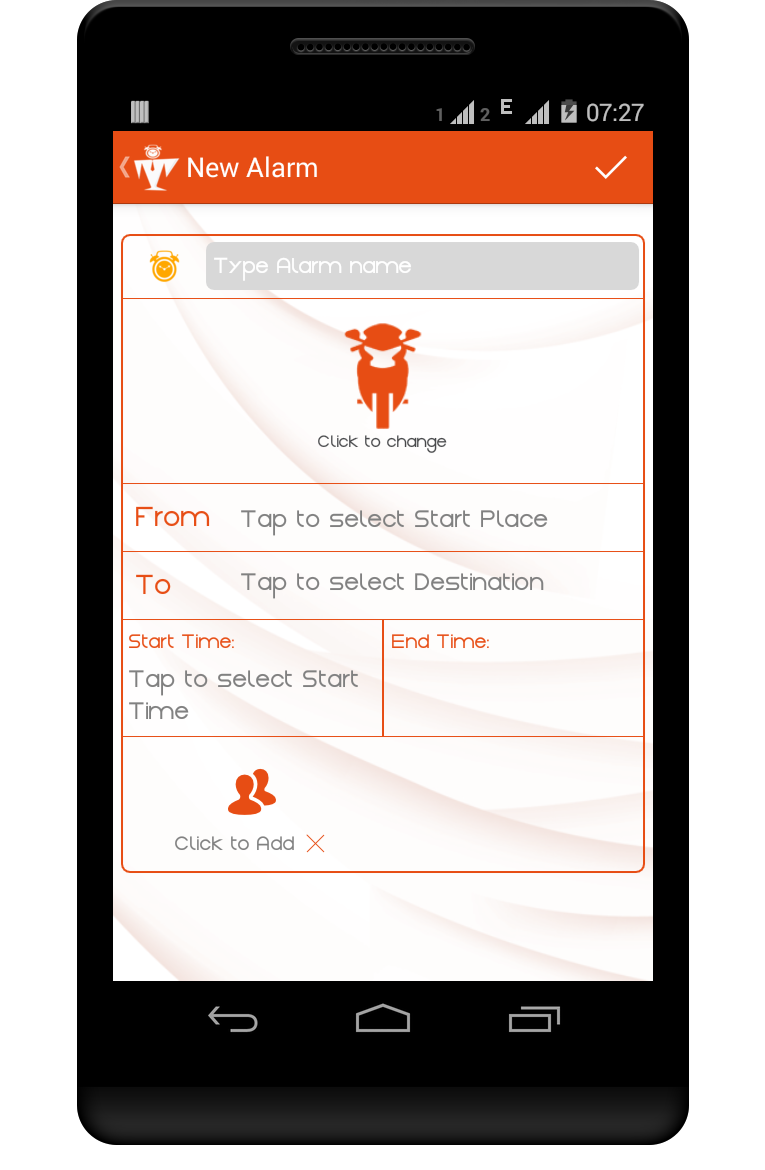 1 2 E 07:27
New Alarm
Type Alarm name
Click to change
From Tap to select Start Place
To Tap to select Destination
Start Time: End Time:
Tap to select Start
Time
Click to Add